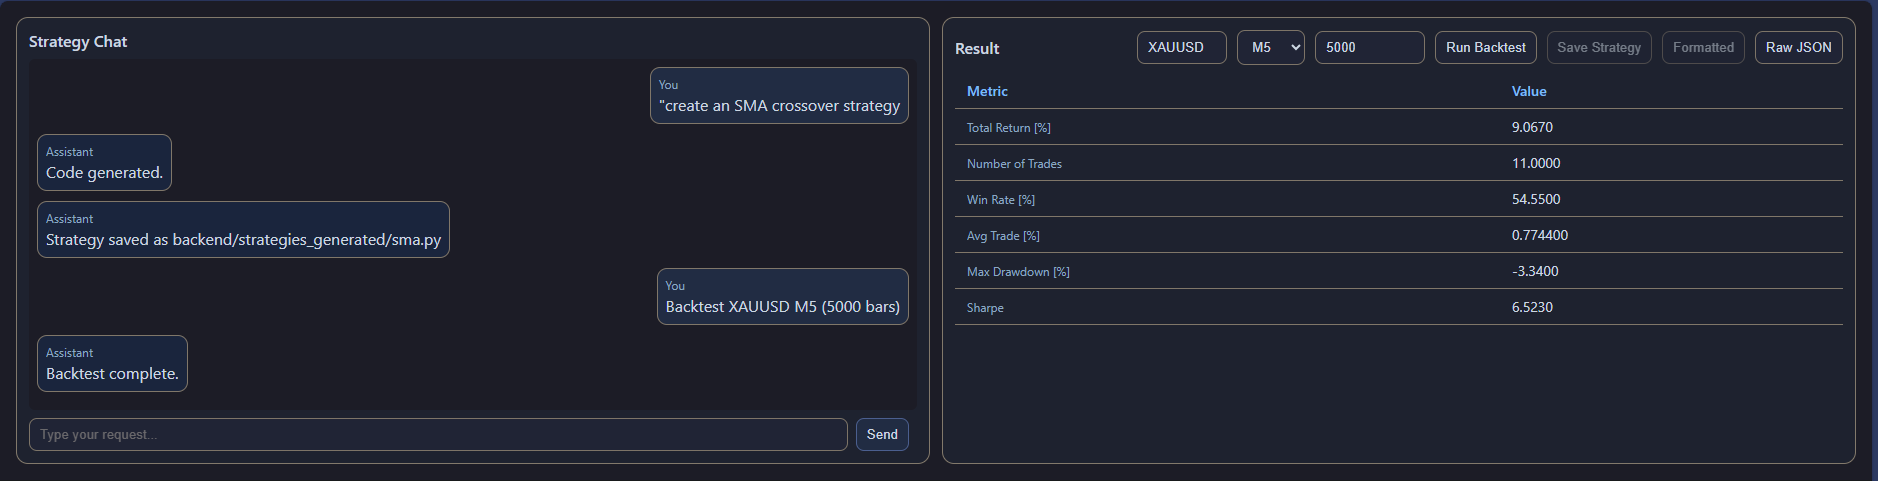 Strategy Chat
You
"create an SMA crossover strategy
Assistant
Code generated.
Assistant
Strategy saved as backend/strategies_generated/sma.py
You
Backtest XAUUSD M5 (5000 bars)
Assistant
Backtest complete.
Type your request...
Send
Result
XAUUSD
M5
5000
Run Backtest
Save Strategy
Formatted
Raw JSON
Metric Value
Total Return [%] 9.0670
Number of Trades 11.0000
Win Rate [%] 54.5500
Avg Trade [%] 0.774400
Max Drawdown [%] -3.3400
Sharpe 6.5230